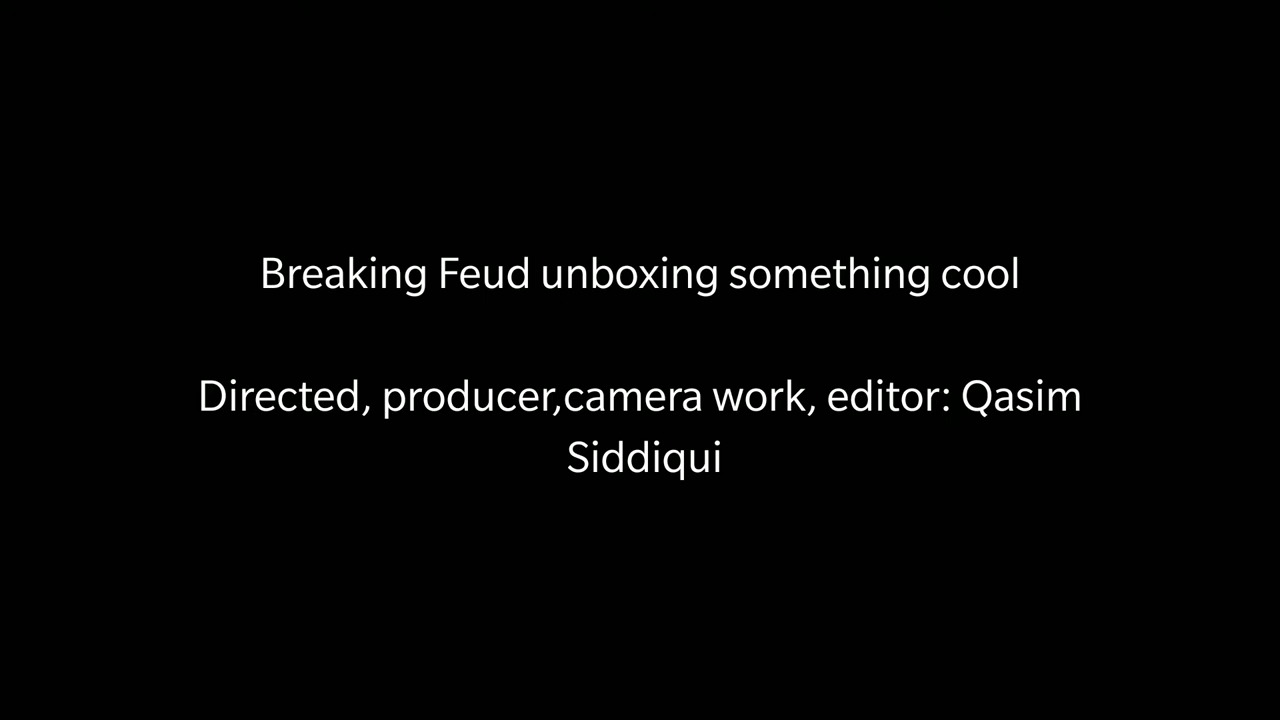 Breaking Feud unboxing something cool
Directed, producer,camera work, editor: Qasim
Siddiqui